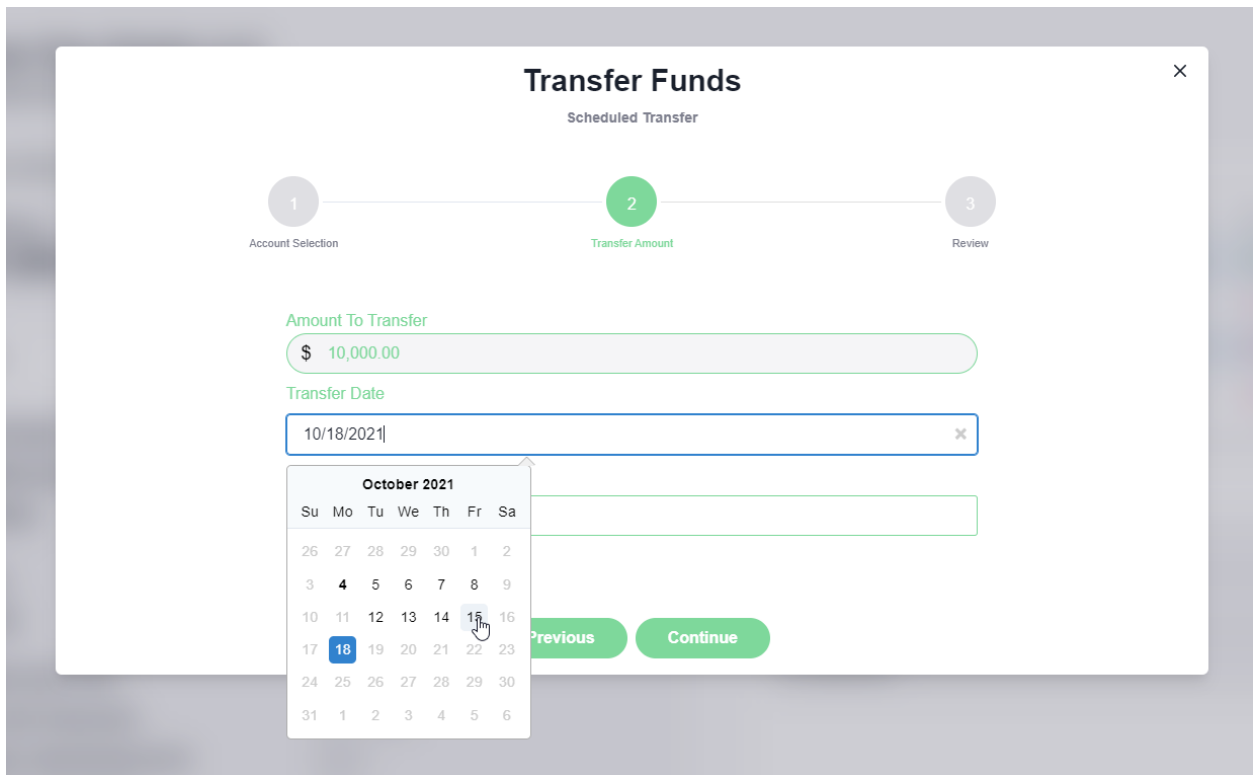 Transfer Funds
Scheduled Transfer
1
2
3
Account Selection
Transfer Amount
Review
Amount To Transfer
$ 10,000.00
Transfer Date
10/18/2021
October 2021
Su Mo Tu We Th Fr Sa
26 27 28 29 30 1 2
3 4 5 6 7 8 9
10 11 12 13 14 15 16
17 18 19 20 21 22 23
24 25 26 27 28 29 30
31 1 2 3 4 5 6
Previous
Continue